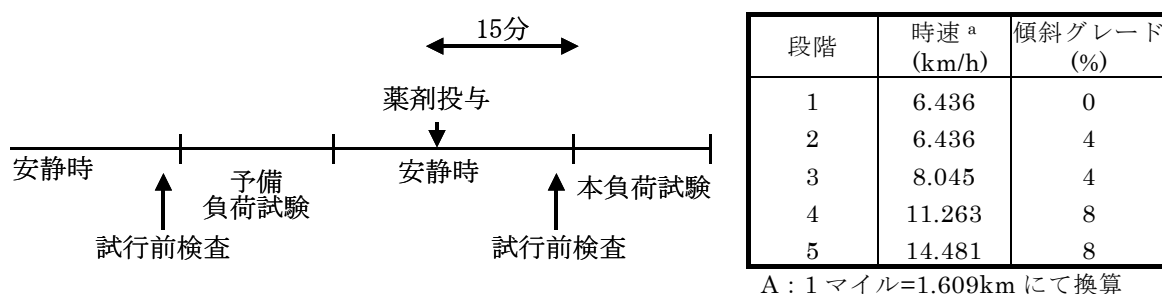 15分
薬剤投与
安静時
予備
負荷試験
安静時
本負荷試験
試行前検査
試行前検査
段階
時速 a
(km/h)
傾斜グレード
(%)
1 6.436 0
2 6.436 4
3 8.045 4
4 11.263 8
5 14.481 8
A：1 マイル=1.609km にて換算